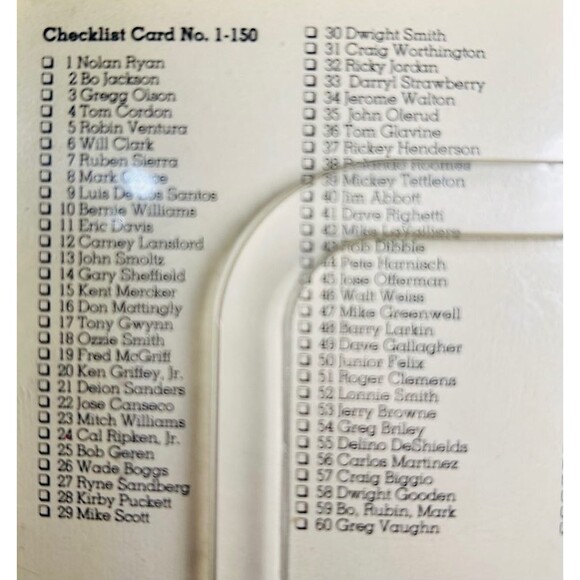 Checklist Card No. 1-150
❑ 1 Nolan Ryan
❑ 2 Bo Jackson
❑ 3 Gregg Olson
❑ 4 Tom Gordon
❑ 5 Robin Ventura
❑ 6 Will Clark
❑ 7 Ruben Sierra
❑ 8 Mark
❑ 9 Luis De Los Santos
❑ 10 Bernie Williams
❑ 11 Eric Davis
❑ 12 Carney Lansford
❑ 13 John Smoltz
❑ 14 Gary Sheffield
❑ 15 Kent Mercker
❑ 16 Don Mattingly
❑ 17 Tony Gwynn
❑ 18 Ozzie Smith
❑ 19 Fred McGriff
❑ 20 Ken Griffey, Jr.
❑ 21 Deion Sanders
❑ 22 Jose Canseco
❑ 23 Mitch Williams
❑ 24 Cal Ripken, Jr.
❑ 25 Bob Geren
❑ 26 Wade Boggs
❑ 27 Ryne Sandberg
❑ 28 Kirby Puckett
❑ 29 Mike Scott
❑ 30 Dwight Smith
❑ 31 Craig Worthington
❑ 32 Ricky Jordan
❑ 33 Darryl Strawberry
❑ 34 Jerome Walton
❑ 35 John Olerud
❑ 36 Tom Glavine
❑ 37 Rickey Henderson
❑ 38 Rolando Roomes
❑ 39 Mickey Tettleton
❑ 40 Jim Abbott
❑ 41 Dave Righetti
❑ 42 Mike LaValliere
❑ 43 Rob Dibble
❑ 44 Pete Harnisch
❑ 45 Jose Offerman
❑ 46 Walt Weiss
❑ 47 Mike Greenwell
❑ 48 Barry Larkin
❑ 49 Dave Gallagher
❑ 50 Junior Felix
❑ 51 Roger Clemens
❑ 52 Lonnie Smith
❑ 53 Jerry Browne
❑ 54 Greg Briley
❑ 55 Delino DeShields
❑ 56 Carlos Martinez
❑ 57 Craig Biggio
❑ 58 Dwight Gooden
❑ 59 Bo, Rubin, Mark
❑ 60 Greg Vaughn